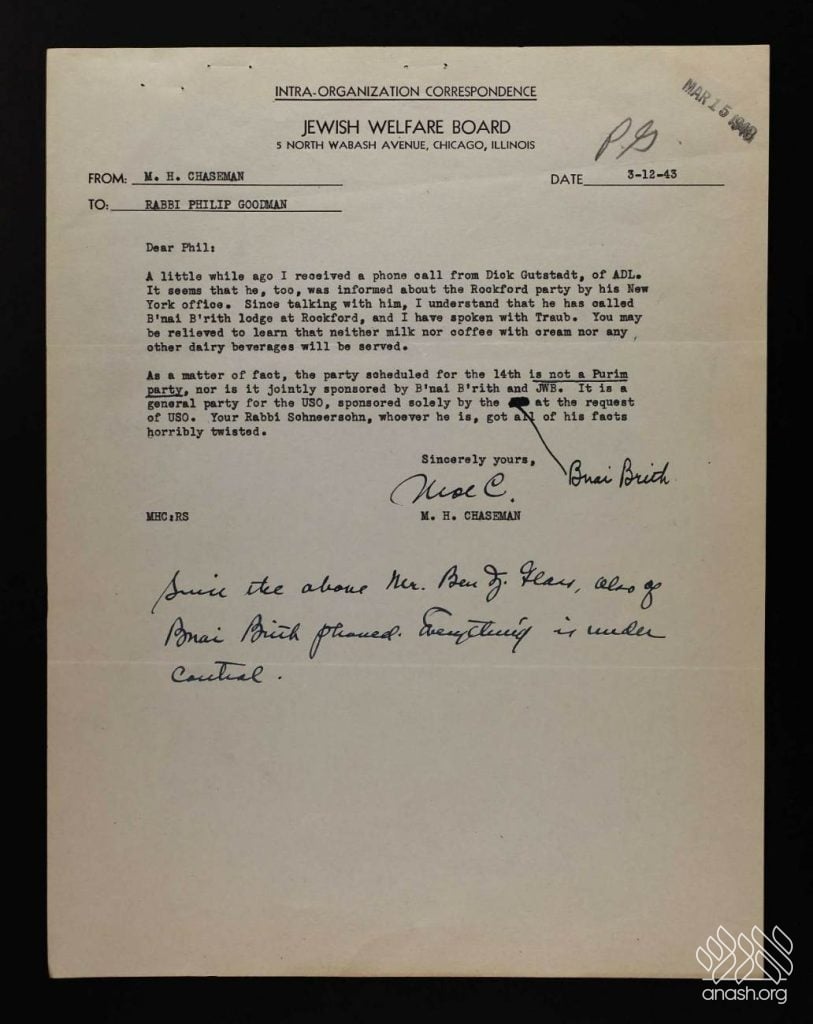 INTRA-ORGANIZATION CORRESPONDENCE
MAR 15 1943
JEWISH WELFARE BOARD
5 NORTH WABASH AVENUE, CHICAGO, ILLINOIS
P.G.
FROM: M. H. CHASEMAN
DATE 3-12-43
TO: RABBI PHILIP GOODMAN
Dear Phil:
A little while ago I received a phone call from Dick Gutstadt, of ADL.
It seems that he, too, was informed about the Rockford party by his New
York office. Since talking with him, I understand that he has called
B'nai B'rith lodge at Rockford, and I have spoken with Traub. You may
be relieved to learn that neither milk nor coffee with cream nor any
other dairy beverages will be served.
As a matter of fact, the party scheduled for the 14th is not a Purim
party, nor is it jointly sponsored by B'nai B'rith and JWB. It is a
general party for the USO, sponsored solely by the at the request
of USO. Your Rabbi Schneersohn, whoever he is, got all of his facts
horribly twisted.
Sincerely yours,
Bnai Brith
Moe C.
MHC:RS
M. H. CHASEMAN
Since the above Mr. Ben Z. Glass, also of
Bnai Brith phoned. Everything is under
control.
anash.org